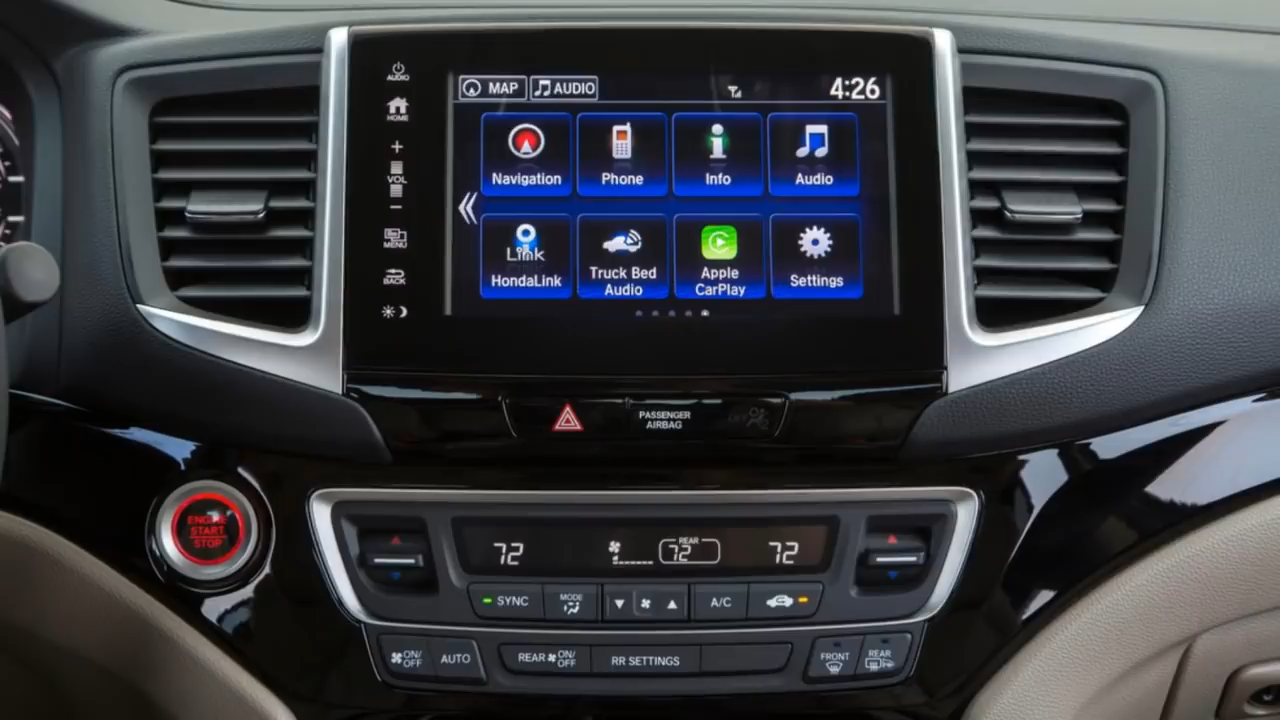 AUDIO
HOME
+
VOL
−
MENU
BACK
MAP
AUDIO
4:26
Navigation
Phone
Info
Audio
Link
HondaLink
Truck Bed
Audio
Apple
CarPlay
Settings
PASSENGER
AIRBAG
ENGINE
START
STOP
72
REAR
72
72
SYNC
MODE
A/C
ON/
OFF
AUTO
REAR ON/
OFF
RR SETTINGS
FRONT
REAR